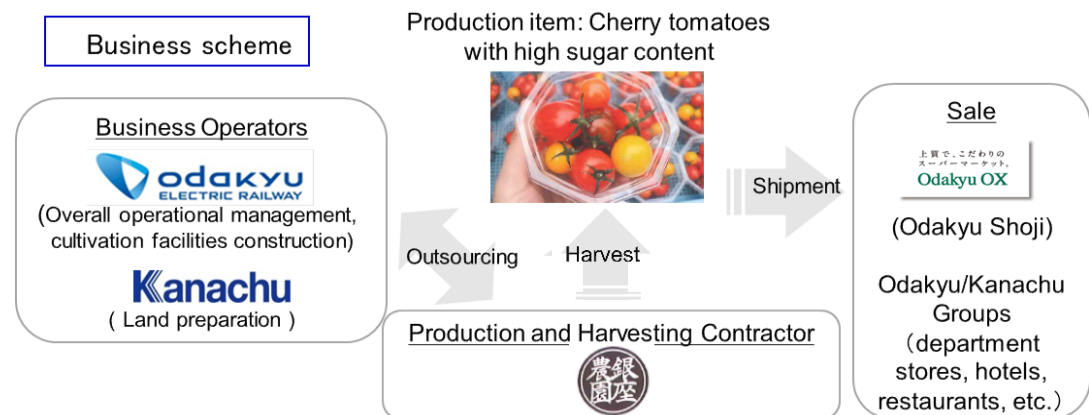 Business scheme
Production item: Cherry tomatoes
with high sugar content
Business Operators
odakyu
ELECTRIC RAILWAY
(Overall operational management,
cultivation facilities construction)
Kanachu
( Land preparation )
Outsourcing
Harvest
Shipment
Production and Harvesting Contractor
銀座
農園
Sale
上質で、こだわりの
スーパーマーケット。
Odakyu OX
(Odakyu Shoji)
Odakyu/Kanachu
Groups
（department
stores, hotels,
restaurants, etc.）